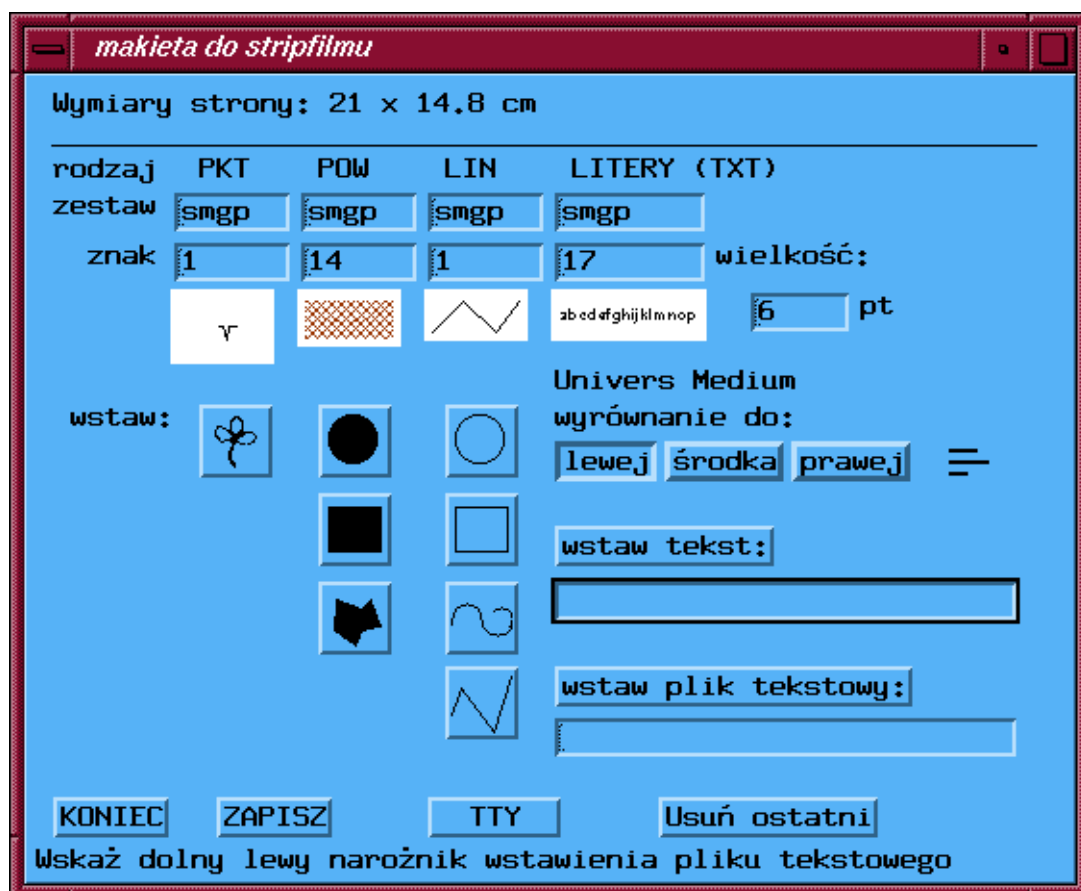 makieta do stripfilmu
Wymiary strony: 21 x 14.8 cm
rodzaj PKT POW LIN LITERY (TXT)
zestaw smgp smgp smgp smgp
znak 1 14 1 17 wielkość:
abcdefghijklmnop 6 pt
Univers Medium
wstaw: wyrównanie do:
lewej środka prawej
wstaw tekst:
wstaw plik tekstowy:
KONIEC ZAPISZ TTY Usuń ostatni
Wskaż dolny lewy narożnik wstawienia pliku tekstowego